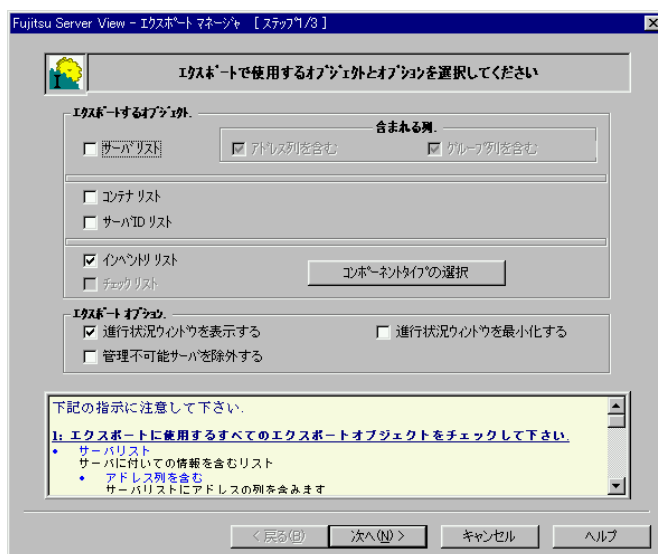 Fujitsu Server View - エクスポート マネージャ [ステップ1/3]
エクスポートで使用するオブジェクトとオプションを選択してください
エクスポートするオブジェクト.
含まれる列.
サーバリスト
アドレス列を含む
グループ列を含む
コンテナ リスト
サーバID リスト
インベントリ リスト
コンポーネントタイプの選択
チェック リスト
エクスポート オプション.
進行状況ウィンドウを表示する
進行状況ウィンドウを最小化する
管理不可能サーバを除外する
下記の指示に注意して下さい.
1: エクスポートに使用するすべてのエクスポートオブジェクトをチェックして下さい.
• サーバリスト
サーバに付いての情報を含むリスト
• アドレス列を含む
サーバリストにアドレスの列を含みます
< 戻る(B)
次へ(N) >
キャンセル
ヘルプ